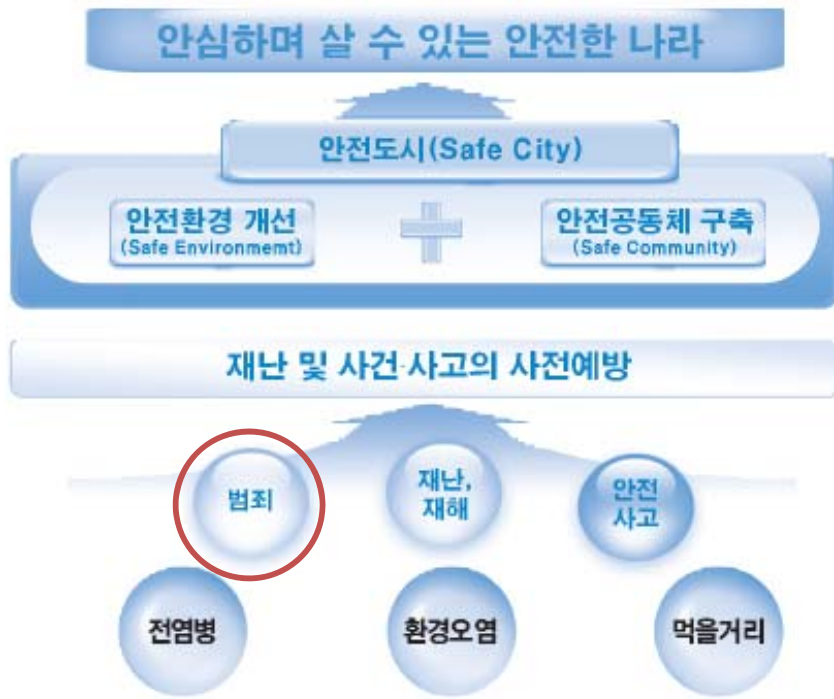 안심하며 살 수 있는 안전한 나라
안전도시(Safe City)
안전환경 개선
(Safe Environmemt)
안전공동체 구축
(Safe Community)
재난 및 사건·사고의 사전예방
범죄
재난,
재해
안전
사고
전염병
환경오염
먹을거리